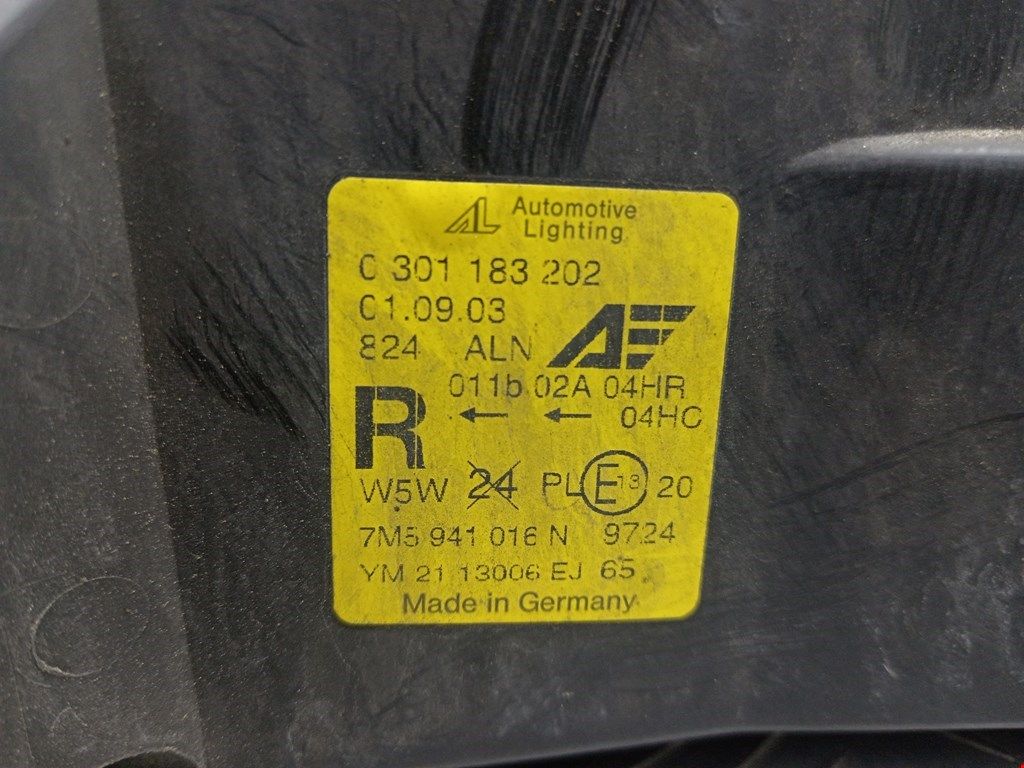 AL Automotive
Lighting
0 301 183 202
01.09.03
824 ALN
R 011b 02A 04HR
← ← 04HC
W5W 24 PL E13 20
7M5 941 016 N 9724
YM 21 13006 EJ 65
Made in Germany